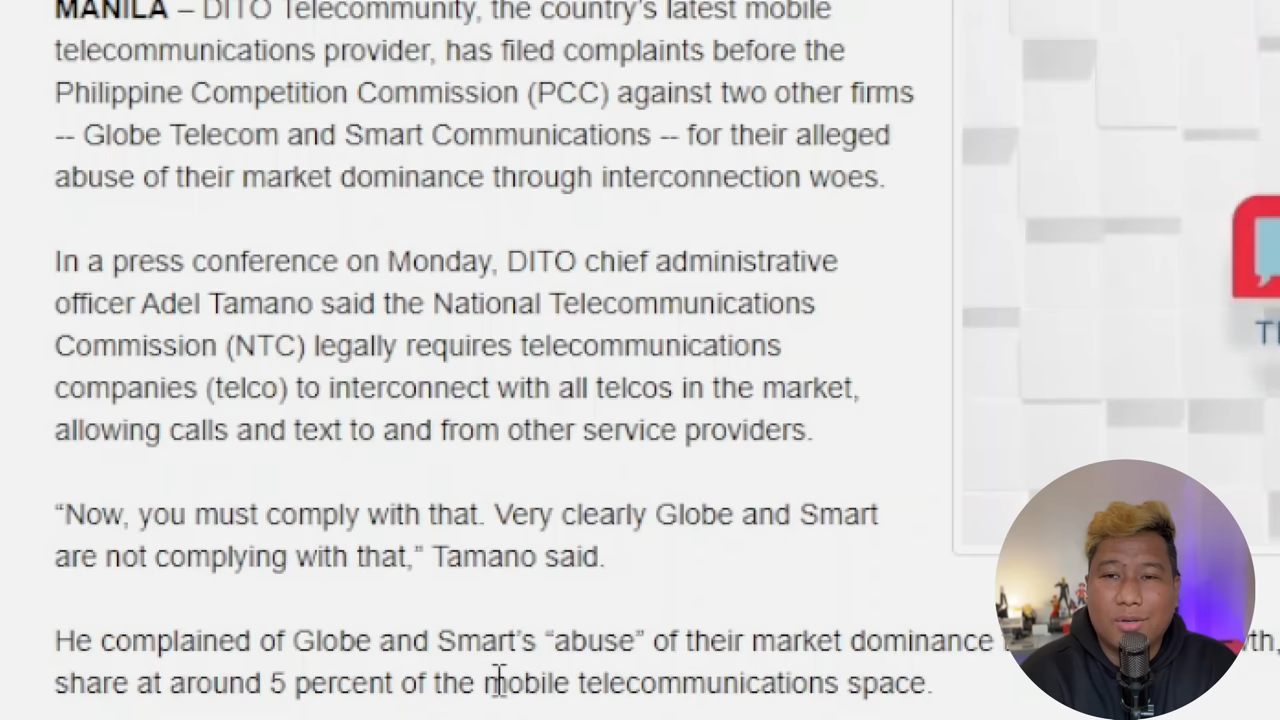 MANILA – DITO Telecommunity, the country's latest mobile
telecommunications provider, has filed complaints before the
Philippine Competition Commission (PCC) against two other firms
-- Globe Telecom and Smart Communications -- for their alleged
abuse of their market dominance through interconnection woes.
In a press conference on Monday, DITO chief administrative
officer Adel Tamano said the National Telecommunications
Commission (NTC) legally requires telecommunications
companies (telco) to interconnect with all telcos in the market,
allowing calls and text to and from other service providers.
“Now, you must comply with that. Very clearly Globe and Smart
are not complying with that,” Tamano said.
He complained of Globe and Smart’s “abuse” of their market dominance
share at around 5 percent of the mobile telecommunications space.